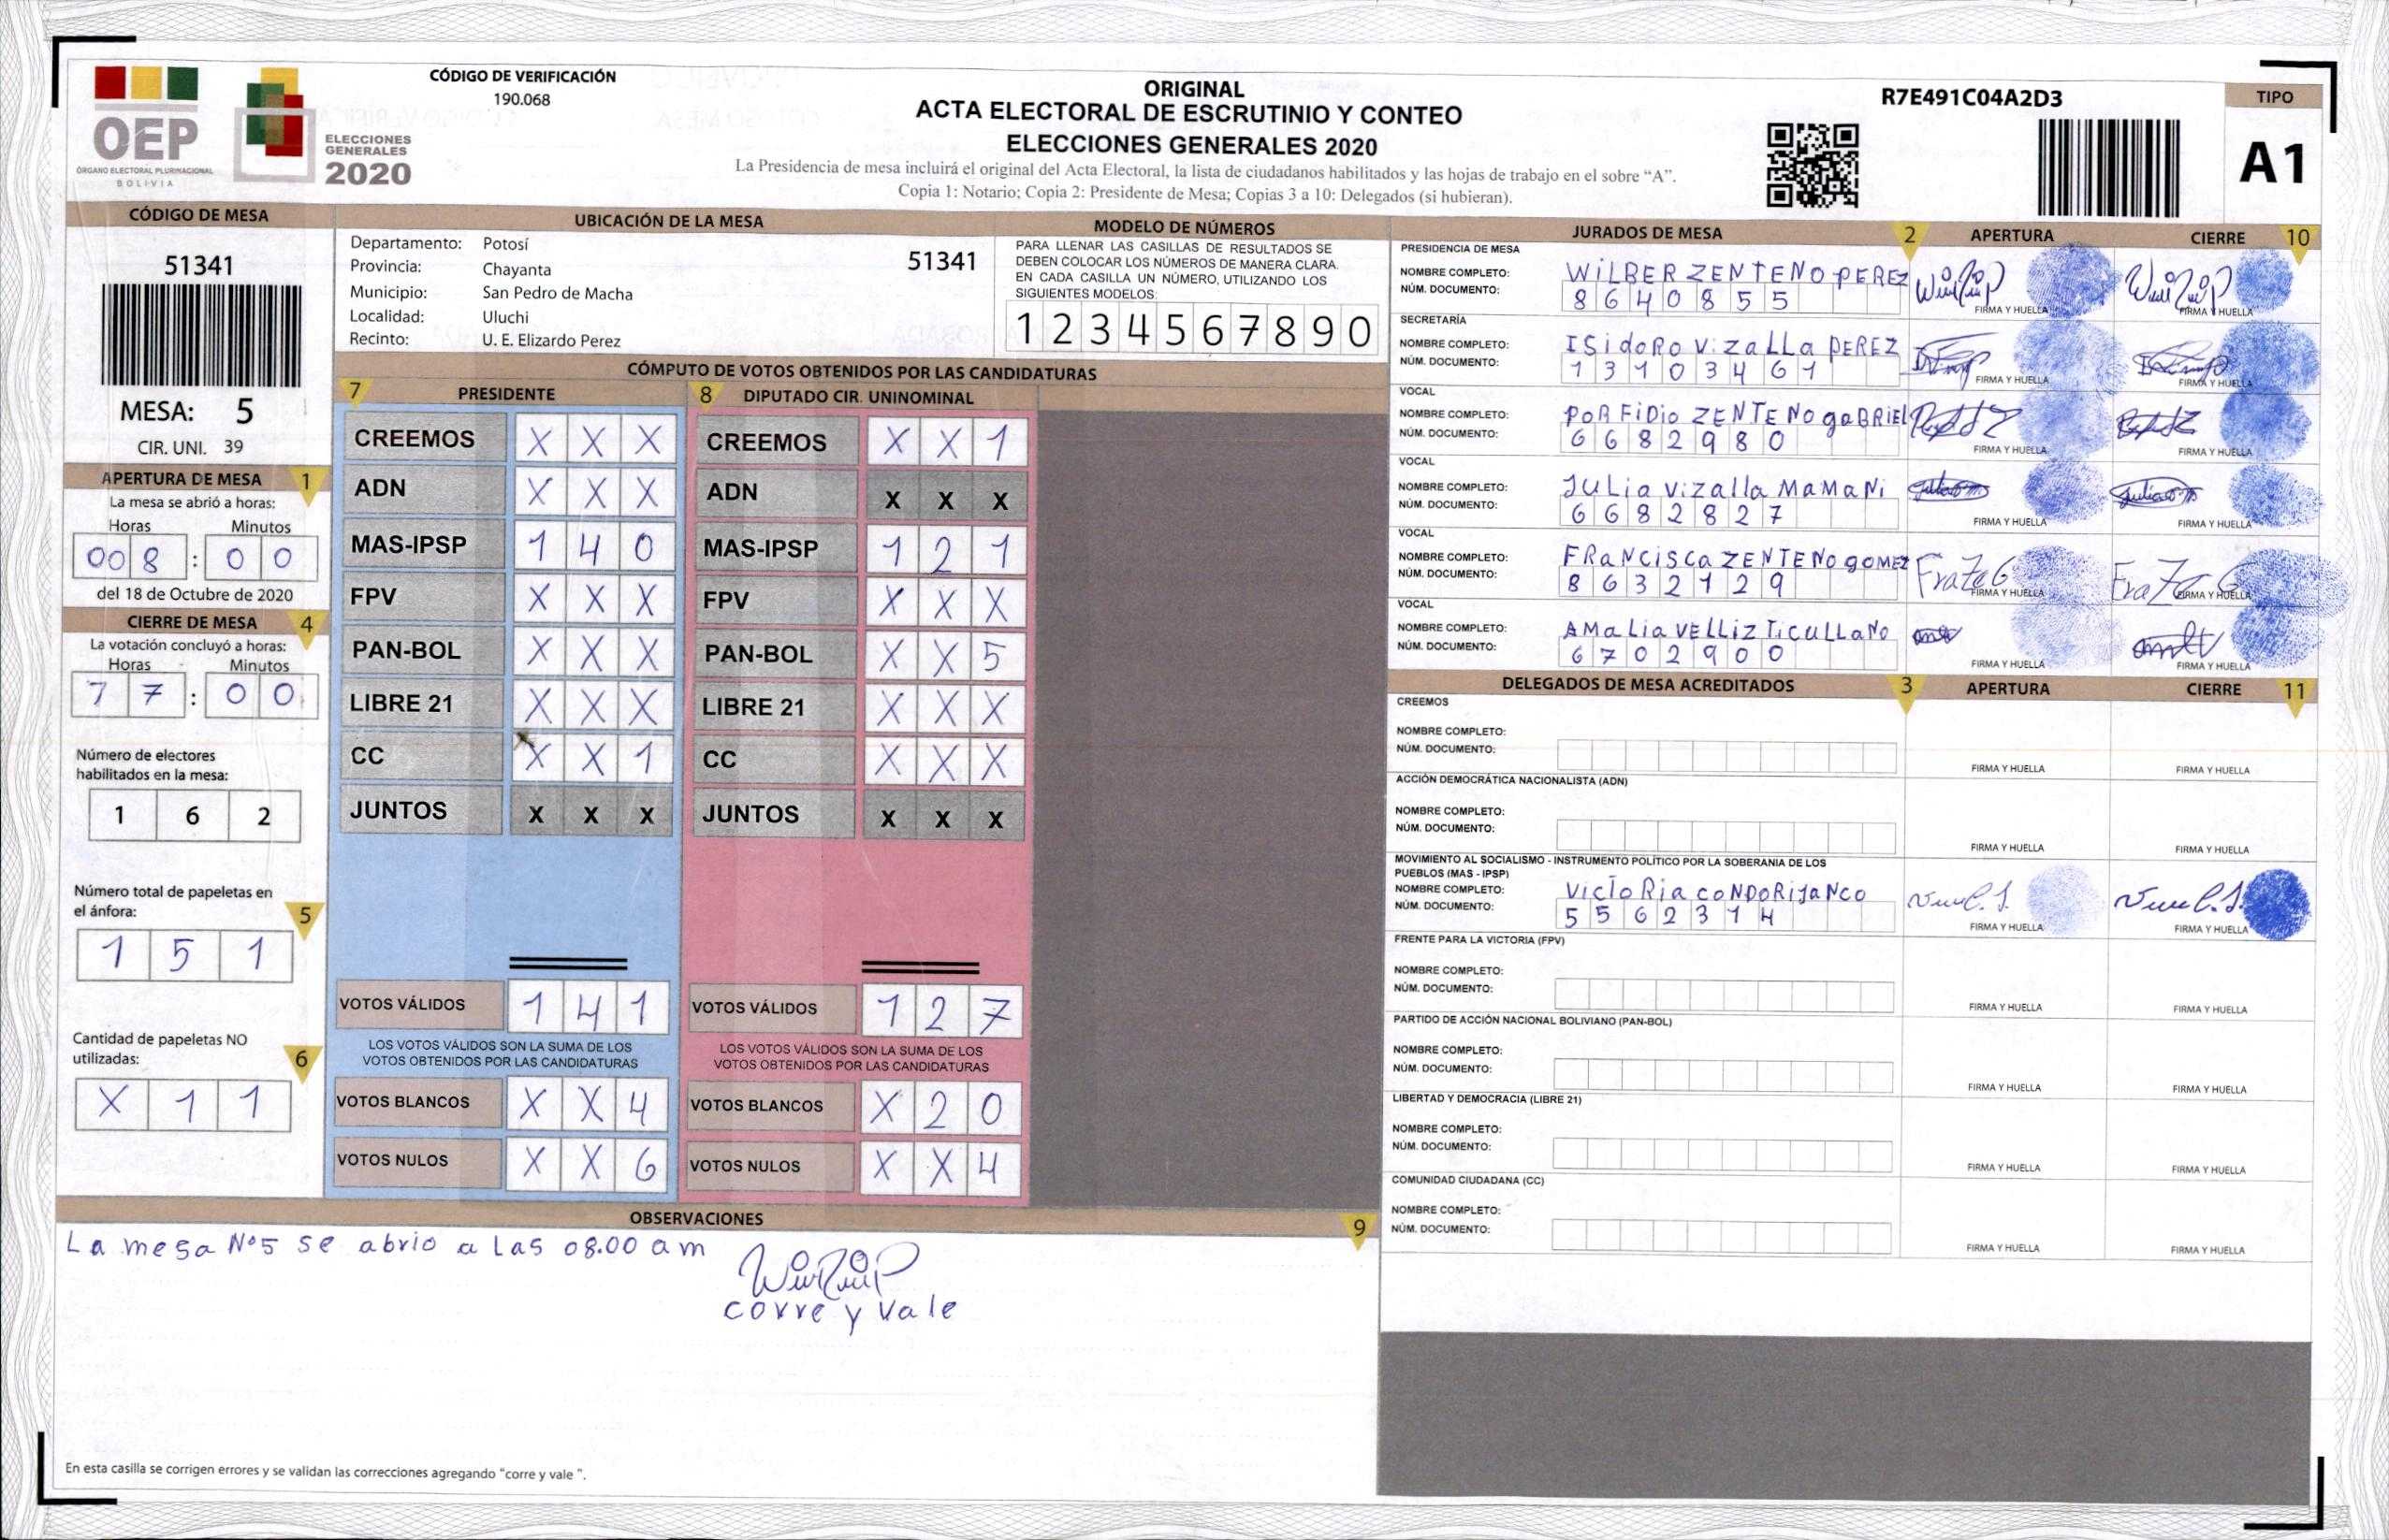 OEP
ÓRGANO ELECTORAL PLURINACIONAL
BOLIVIA
ELECCIONES
GENERALES
2020
CÓDIGO DE VERIFICACIÓN
190.068
ORIGINAL
ACTA ELECTORAL DE ESCRUTINIO Y CONTEO
ELECCIONES GENERALES 2020
La Presidencia de mesa incluirá el original del Acta Electoral, la lista de ciudadanos habilitados y las hojas de trabajo en el sobre “A”.
Copia 1: Notario; Copia 2: Presidente de Mesa; Copias 3 a 10: Delegados (si hubieran).
R7E491C04A2D3
TIPO
A1
CÓDIGO DE MESA
51341
MESA: 5
CIR. UNI. 39
APERTURA DE MESA 1
La mesa se abrió a horas:
Horas Minutos
008 : 00
del 18 de Octubre de 2020
CIERRE DE MESA 4
La votación concluyó a horas:
Horas Minutos
77 : 00
Número de electores
habilitados en la mesa:
1 6 2
Número total de papeletas en
el ánfora: 5
1 5 1
Cantidad de papeletas NO
utilizadas: 6
X 1 1
UBICACIÓN DE LA MESA
Departamento: Potosí 51341
Provincia: Chayanta
Municipio: San Pedro de Macha
Localidad: Uluchi
Recinto: U. E. Elizardo Perez
MODELO DE NÚMEROS
PARA LLENAR LAS CASILLAS DE RESULTADOS SE
DEBEN COLOCAR LOS NÚMEROS DE MANERA CLARA.
EN CADA CASILLA UN NÚMERO, UTILIZANDO LOS
SIGUIENTES MODELOS:
1 2 3 4 5 6 7 8 9 0
CÓMPUTO DE VOTOS OBTENIDOS POR LAS CANDIDATURAS
7 PRESIDENTE
CREEMOS X X X
ADN X X X
MAS-IPSP 1 4 0
FPV X X X
PAN-BOL X X X
LIBRE 21 X X X
CC X X 1
JUNTOS X X X
VOTOS VÁLIDOS 1 4 1
LOS VOTOS VÁLIDOS SON LA SUMA DE LOS
VOTOS OBTENIDOS POR LAS CANDIDATURAS
VOTOS BLANCOS X X 4
VOTOS NULOS X X 6
8 DIPUTADO CIR. UNINOMINAL
CREEMOS X X 1
ADN X X X
MAS-IPSP 1 2 1
FPV X X X
PAN-BOL X X 5
LIBRE 21 X X X
CC X X X
JUNTOS X X X
VOTOS VÁLIDOS 1 2 7
LOS VOTOS VÁLIDOS SON LA SUMA DE LOS
VOTOS OBTENIDOS POR LAS CANDIDATURAS
VOTOS BLANCOS X 2 0
VOTOS NULOS X X 4
OBSERVACIONES 9
La mesa Nº5 se abrio a las 08.00 am
corre y vale
En esta casilla se corrigen errores y se validan las correcciones agregando “corre y vale ”.
JURADOS DE MESA 2 APERTURA CIERRE 10
PRESIDENCIA DE MESA
NOMBRE COMPLETO: WiLBER ZENTENO PEREZ
NÚM. DOCUMENTO: 8640855
FIRMA Y HUELLA FIRMA Y HUELLA
SECRETARÍA
NOMBRE COMPLETO: ISidoRo VizaLLa PEREZ
NÚM. DOCUMENTO: 13103461
FIRMA Y HUELLA FIRMA Y HUELLA
VOCAL
NOMBRE COMPLETO: PORFiDio ZENTENO gaBRIEL
NÚM. DOCUMENTO: 6682980
FIRMA Y HUELLA FIRMA Y HUELLA
VOCAL
NOMBRE COMPLETO: JuLia Vizalla MaMaNi
NÚM. DOCUMENTO: 6682827
FIRMA Y HUELLA FIRMA Y HUELLA
VOCAL
NOMBRE COMPLETO: FRaNCisca ZENTENO gOMEZ
NÚM. DOCUMENTO: 8632129
FIRMA Y HUELLA FIRMA Y HUELLA
VOCAL
NOMBRE COMPLETO: AMaLia VELLIZ TiCULLaNo
NÚM. DOCUMENTO: 6702900
FIRMA Y HUELLA FIRMA Y HUELLA
DELEGADOS DE MESA ACREDITADOS 3 APERTURA CIERRE 11
CREEMOS
NOMBRE COMPLETO:
NÚM. DOCUMENTO:
FIRMA Y HUELLA FIRMA Y HUELLA
ACCIÓN DEMOCRÁTICA NACIONALISTA (ADN)
NOMBRE COMPLETO:
NÚM. DOCUMENTO:
FIRMA Y HUELLA FIRMA Y HUELLA
MOVIMIENTO AL SOCIALISMO - INSTRUMENTO POLÍTICO POR LA SOBERANIA DE LOS
PUEBLOS (MAS - IPSP)
NOMBRE COMPLETO: VicToRia coNDoRiJaNco
NÚM. DOCUMENTO: 5562314
FIRMA Y HUELLA FIRMA Y HUELLA
FRENTE PARA LA VICTORIA (FPV)
NOMBRE COMPLETO:
NÚM. DOCUMENTO:
FIRMA Y HUELLA FIRMA Y HUELLA
PARTIDO DE ACCIÓN NACIONAL BOLIVIANO (PAN-BOL)
NOMBRE COMPLETO:
NÚM. DOCUMENTO:
FIRMA Y HUELLA FIRMA Y HUELLA
LIBERTAD Y DEMOCRACIA (LIBRE 21)
NOMBRE COMPLETO:
NÚM. DOCUMENTO:
FIRMA Y HUELLA FIRMA Y HUELLA
COMUNIDAD CIUDADANA (CC)
NOMBRE COMPLETO:
NÚM. DOCUMENTO:
FIRMA Y HUELLA FIRMA Y HUELLA